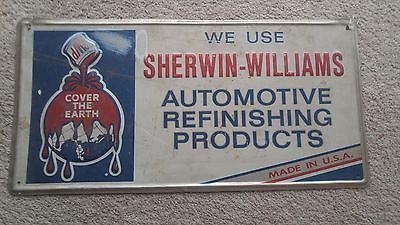 WE USE
SHERWIN-WILLIAMS
AUTOMOTIVE
REFINISHING
PRODUCTS
MADE IN U.S.A.
COVER
THE
EARTH